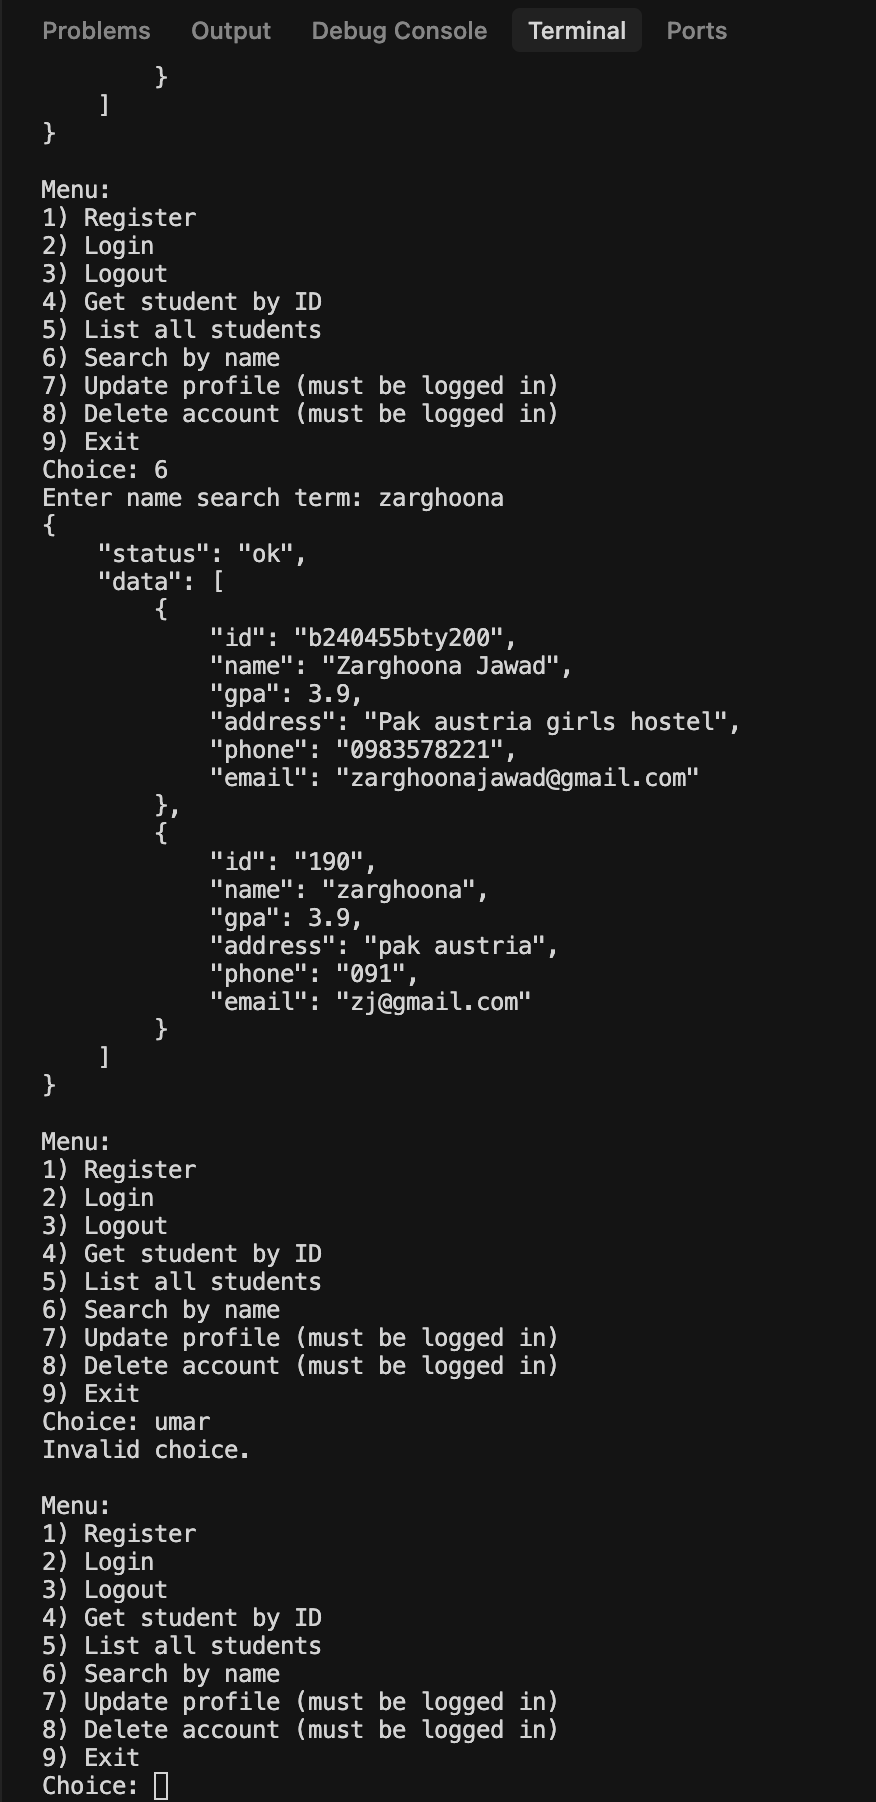 Problems Output Debug Console Terminal Ports
        }
    ]
}

Menu:
1) Register
2) Login
3) Logout
4) Get student by ID
5) List all students
6) Search by name
7) Update profile (must be logged in)
8) Delete account (must be logged in)
9) Exit
Choice: 6
Enter name search term: zarghoona
{
    "status": "ok",
    "data": [
        {
            "id": "b240455bty200",
            "name": "Zarghoona Jawad",
            "gpa": 3.9,
            "address": "Pak austria girls hostel",
            "phone": "0983578221",
            "email": "zarghoonajawad@gmail.com"
        },
        {
            "id": "190",
            "name": "zarghoona",
            "gpa": 3.9,
            "address": "pak austria",
            "phone": "091",
            "email": "zj@gmail.com"
        }
    ]
}

Menu:
1) Register
2) Login
3) Logout
4) Get student by ID
5) List all students
6) Search by name
7) Update profile (must be logged in)
8) Delete account (must be logged in)
9) Exit
Choice: umar
Invalid choice.

Menu:
1) Register
2) Login
3) Logout
4) Get student by ID
5) List all students
6) Search by name
7) Update profile (must be logged in)
8) Delete account (must be logged in)
9) Exit
Choice: